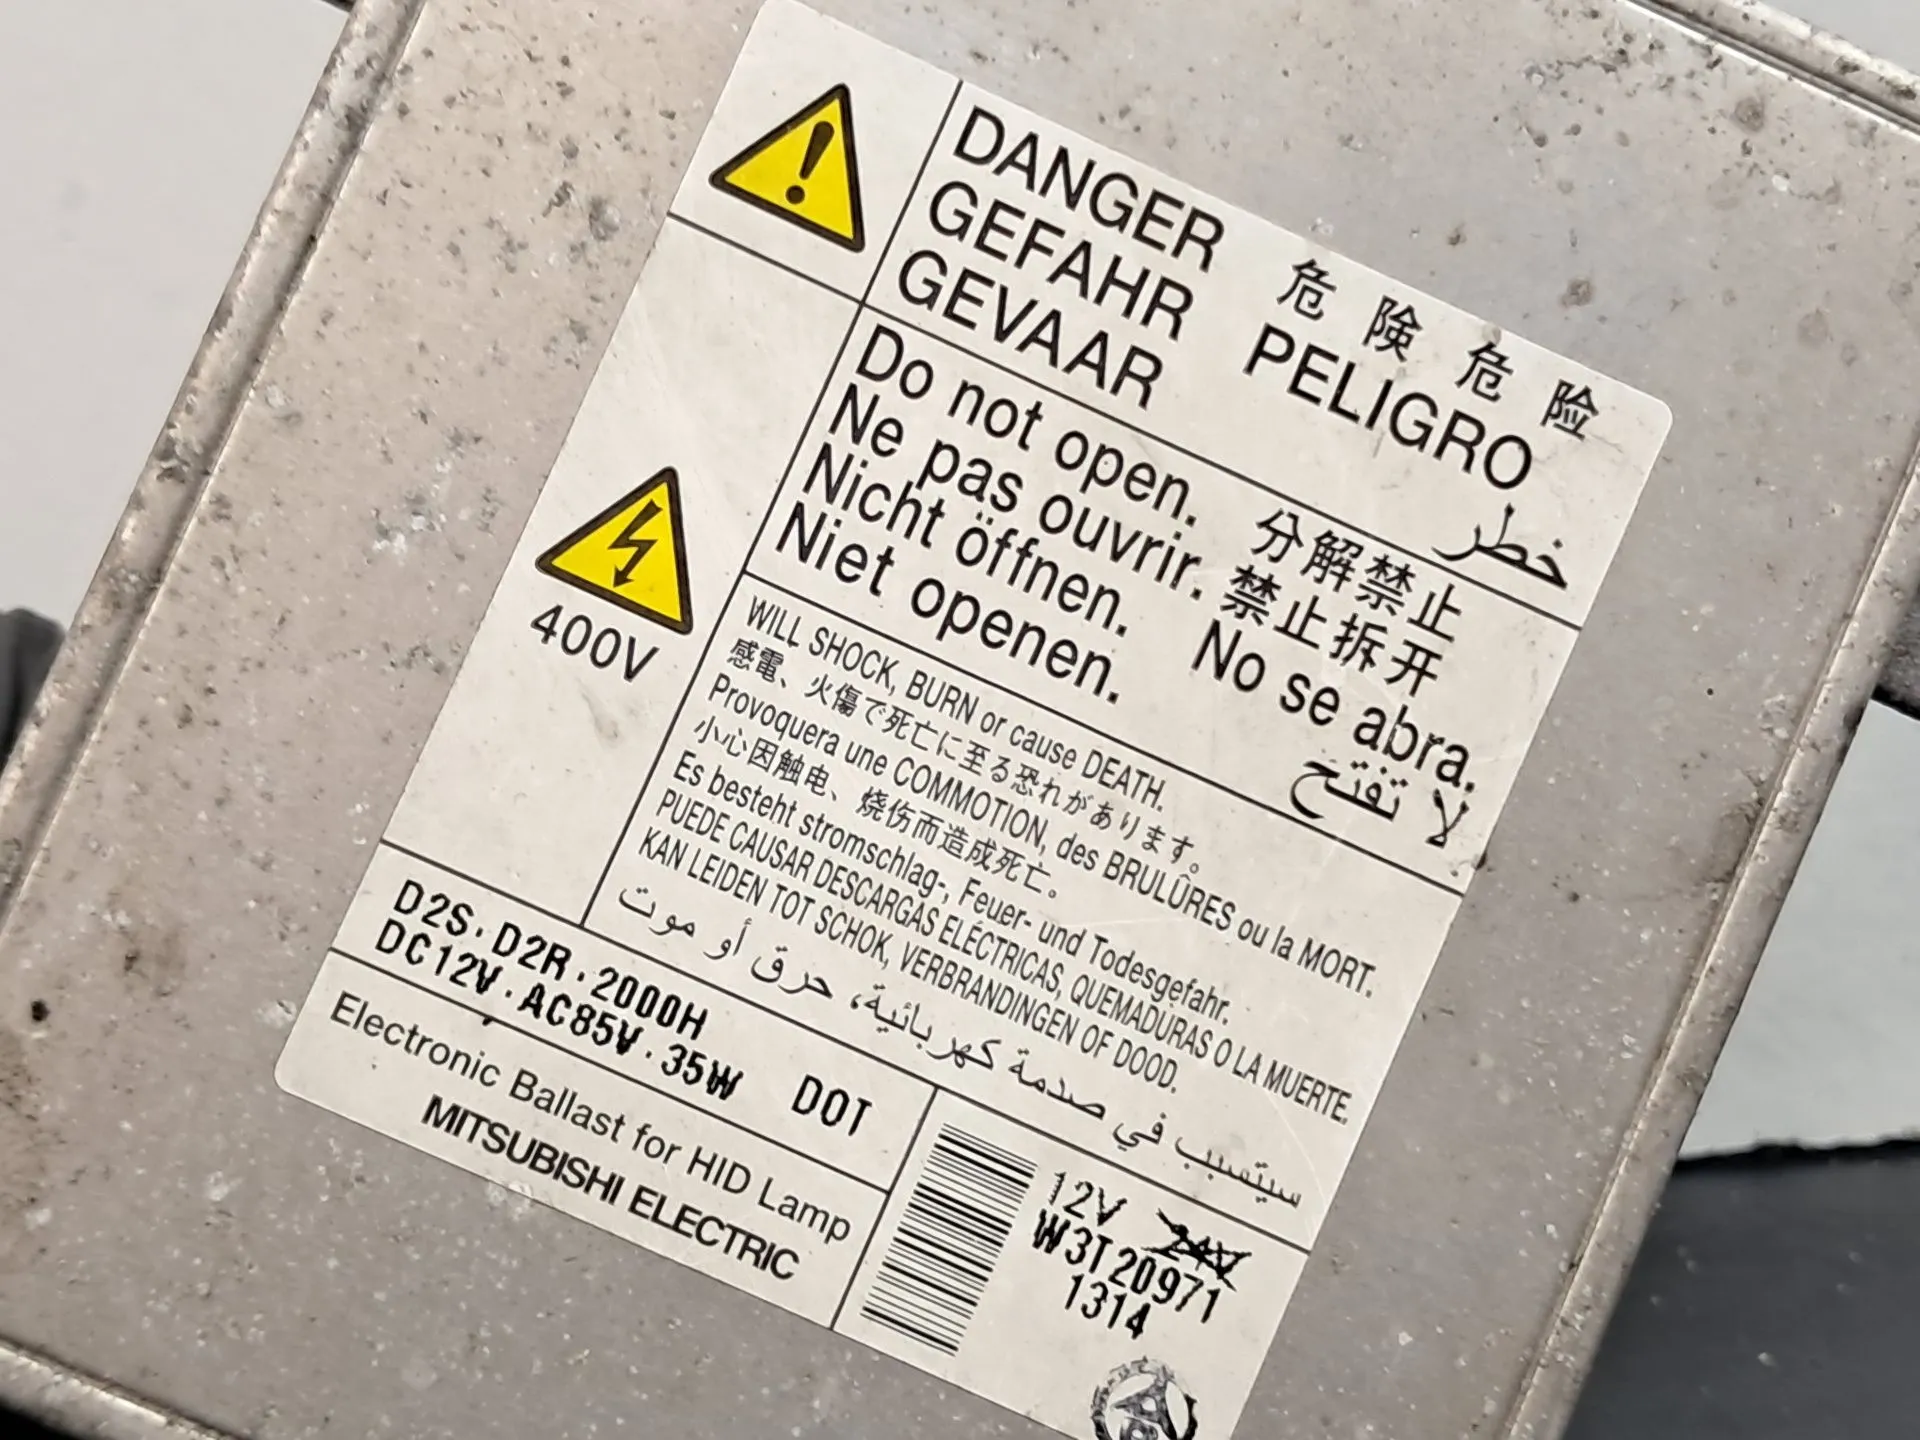 DANGER 危険 危险
GEFAHR PELIGRO
GEVAAR خطر
Do not open. 分解禁止
Ne pas ouvrir. 禁止拆开
Nicht öffnen. No se abra.
Niet openen. لا تفتح
400V
WILL SHOCK, BURN or cause DEATH.
感電、火傷で死亡に至る恐れがあります。
Provoquera une COMMOTION, des BRULÛRES ou la MORT.
小心因触电、烧伤而造成死亡。
Es besteht stromschlag-, Feuer- und Todesgefahr.
PUEDE CAUSAR DESCARGAS ELÉCTRICAS, QUEMADURAS O LA MUERTE.
KAN LEIDEN TOT SCHOK, VERBRANDINGEN OF DOOD.
سيتسبب في صدمة كهربائية، حرق أو موت
D2S.D2R.2000H
DC12V.AC85V.35W DOT
Electronic Ballast for HID Lamp
MITSUBISHI ELECTRIC
12V 24V
W3T20971
1314